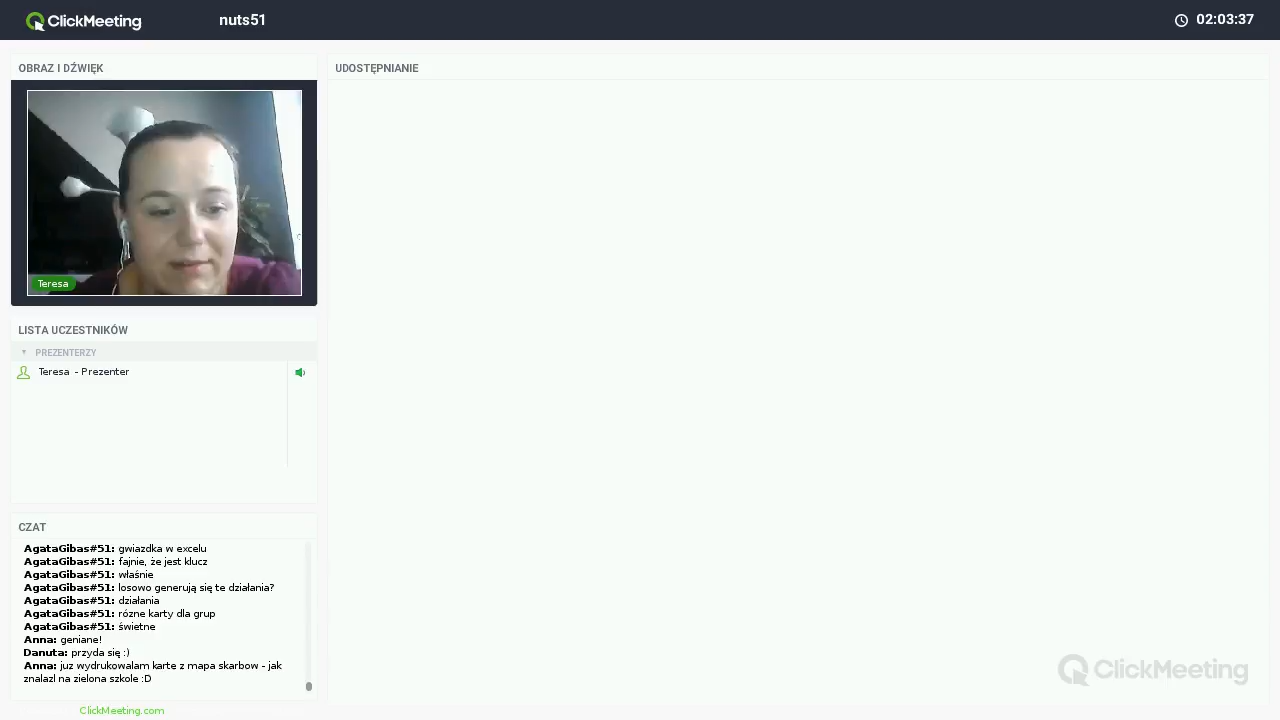 ClickMeeting
nuts51
02:03:37
OBRAZ I DŹWIĘK
Teresa
LISTA UCZESTNIKÓW
PREZENTERZY
Teresa - Prezenter
CZAT
AgataGibas#51: gwiazdka w excelu
AgataGibas#51: fajnie, że jest klucz
AgataGibas#51: właśnie
AgataGibas#51: losowo generują się te działania?
AgataGibas#51: działania
AgataGibas#51: różne karty dla grup
AgataGibas#51: świetne
Anna: geniane!
Danuta: przyda się :)
Anna: juz wydrukowalam karte z mapa skarbow - jak
znalazl na zielona szkole :D
ClickMeeting.com
UDOSTĘPNIANIE
ClickMeeting